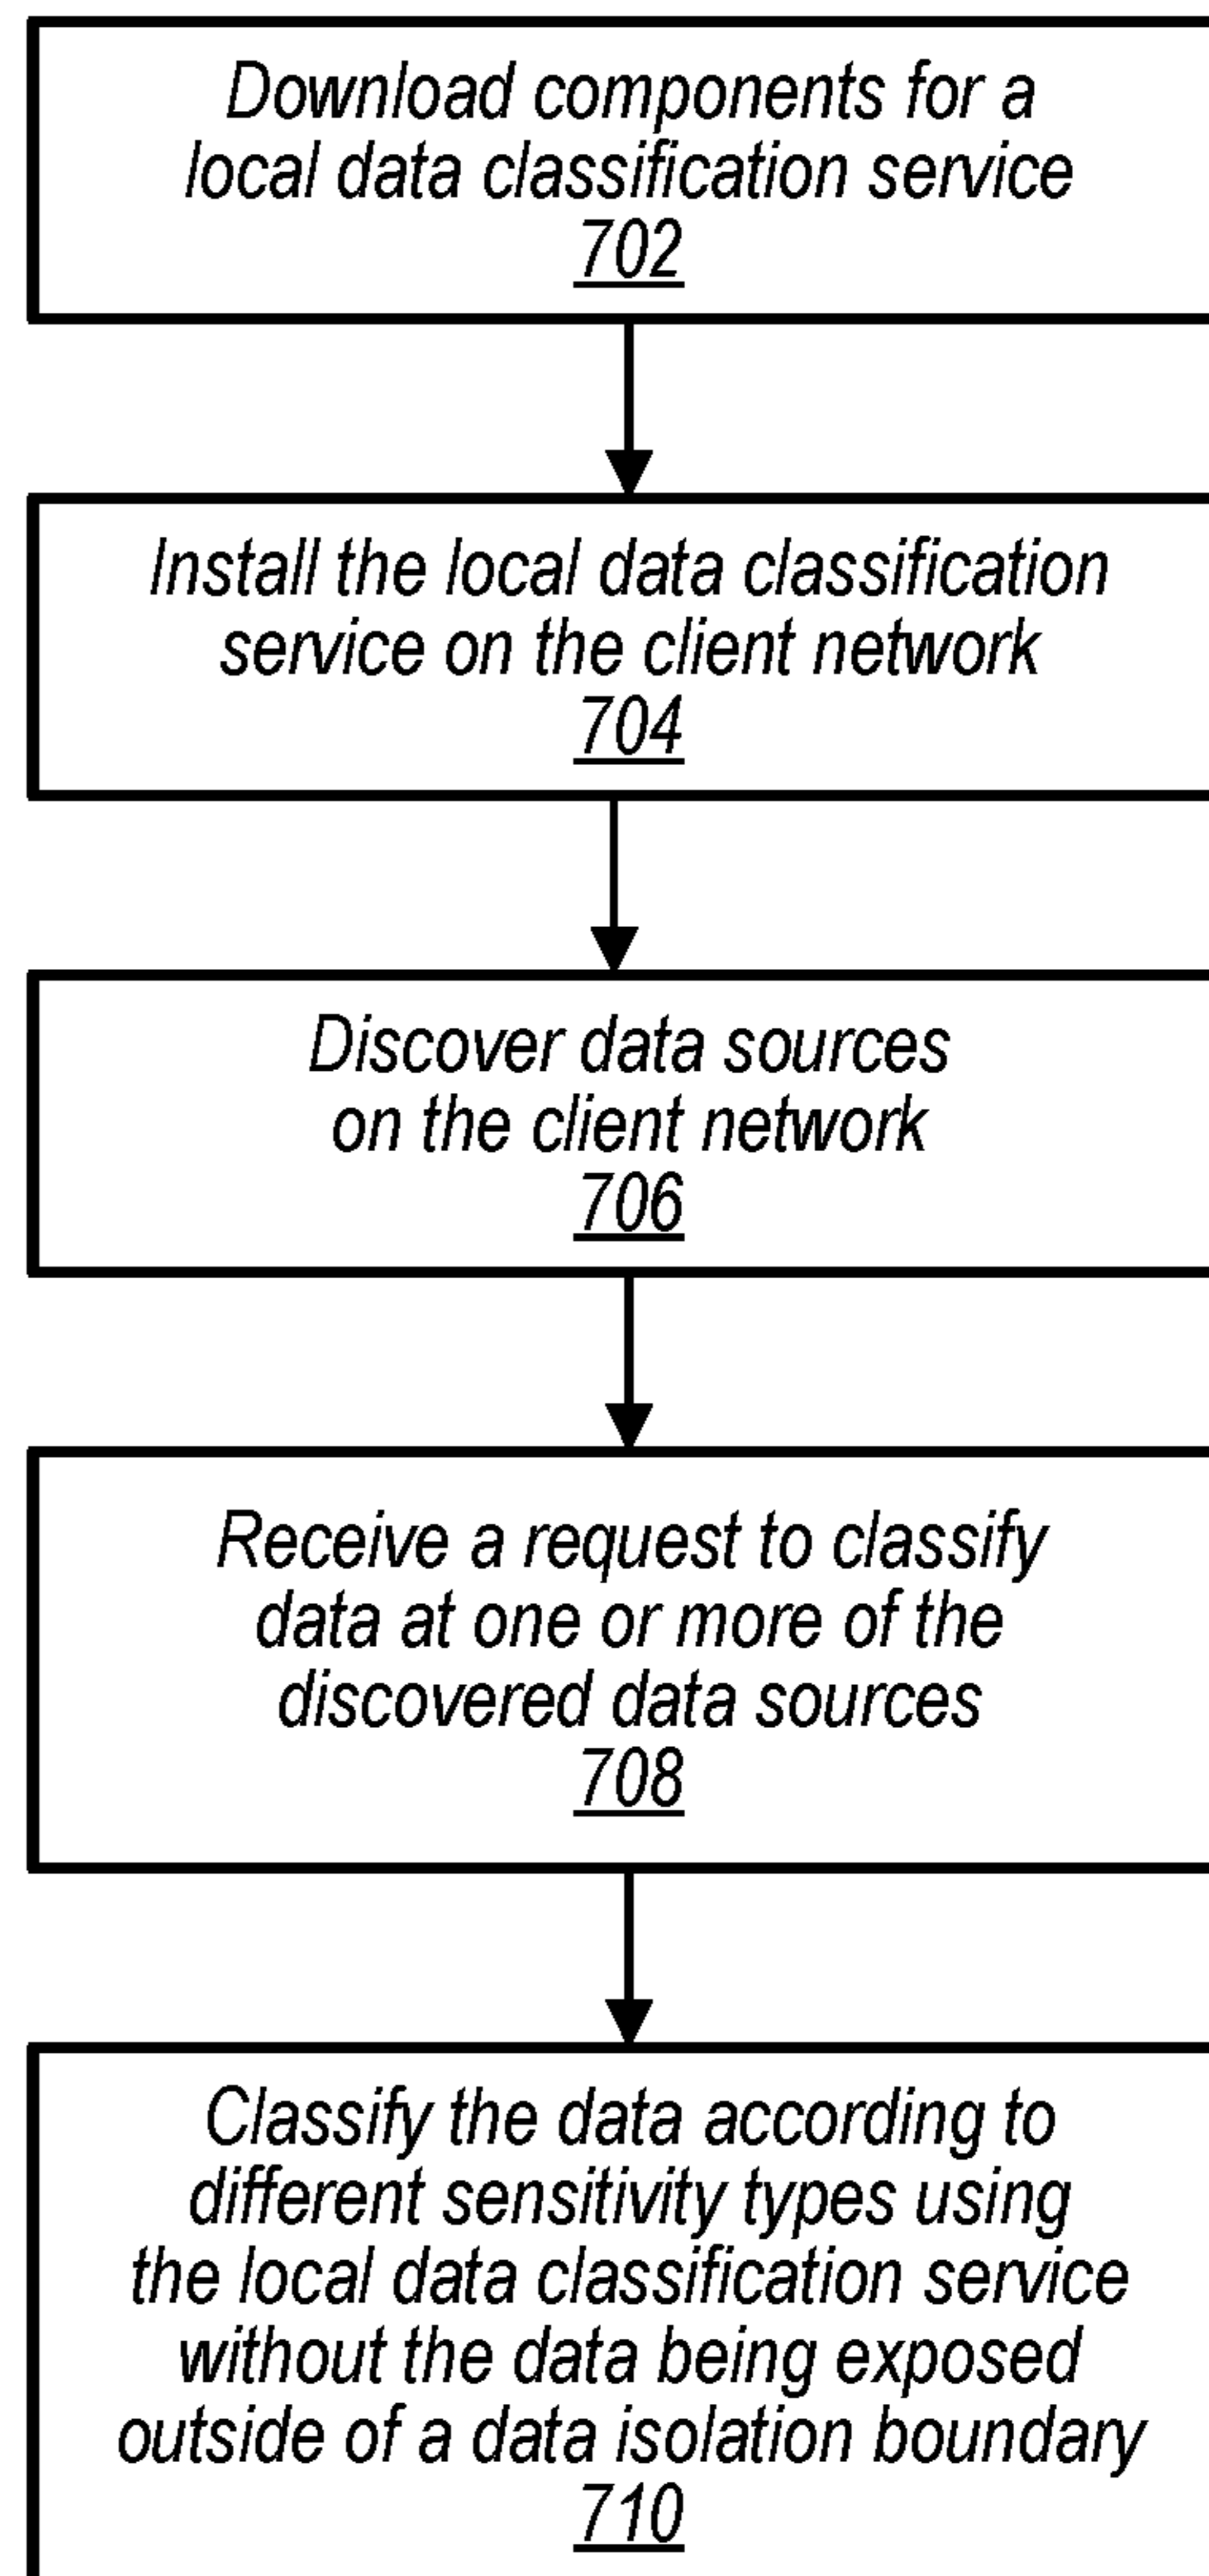 Download components for a
local data classification service
702
Install the local data classification
service on the client network
704
Discover data sources
on the client network
706
Receive a request to classify
data at one or more of the
discovered data sources
708
Classify the data according to
different sensitivity types using
the local data classification service
without the data being exposed
outside of a data isolation boundary
710